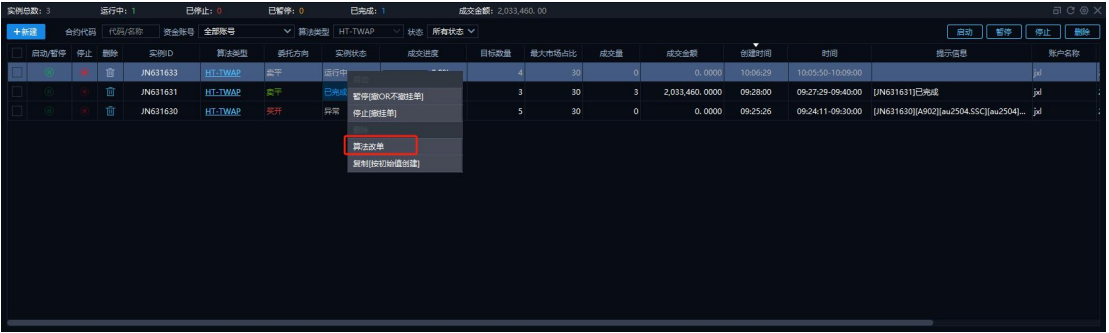 实例总数: 3 运行中: 1 已停止: 0 已暂停: 0 已完成: 1 成交金额: 2,033,460.00
+新建 合约代码 代码/名称 资金账号 全部账号 算法类型 HT-TWAP 状态 所有状态 启动 暂停 停止 删除
启动/暂停 停止 删除 实例ID 算法类型 委托方向 实例状态 成交进度 目标数量 最大市场占比 成交量 成交金额 创建时间 时间 提示信息 账户名称
JN631633 HT-TWAP 卖平 运行中 4 30 0 0.0000 10:06:29 10:05:50-10:09:00 jxl
JN631631 HT-TWAP 卖平 已完成 3 30 3 2,033,460.0000 09:28:00 09:27:29-09:40:00 [JN631631]已完成 jxl
JN631630 HT-TWAP 买开 异常 5 30 0 0.0000 09:25:26 09:24:11-09:30:00 [JN631630][A902][au2504.SSC][au2504]... jxl
启动
暂停[撤OR不撤挂单]
停止[撤挂单]
删除
算法改单
复制[按初始值创建]